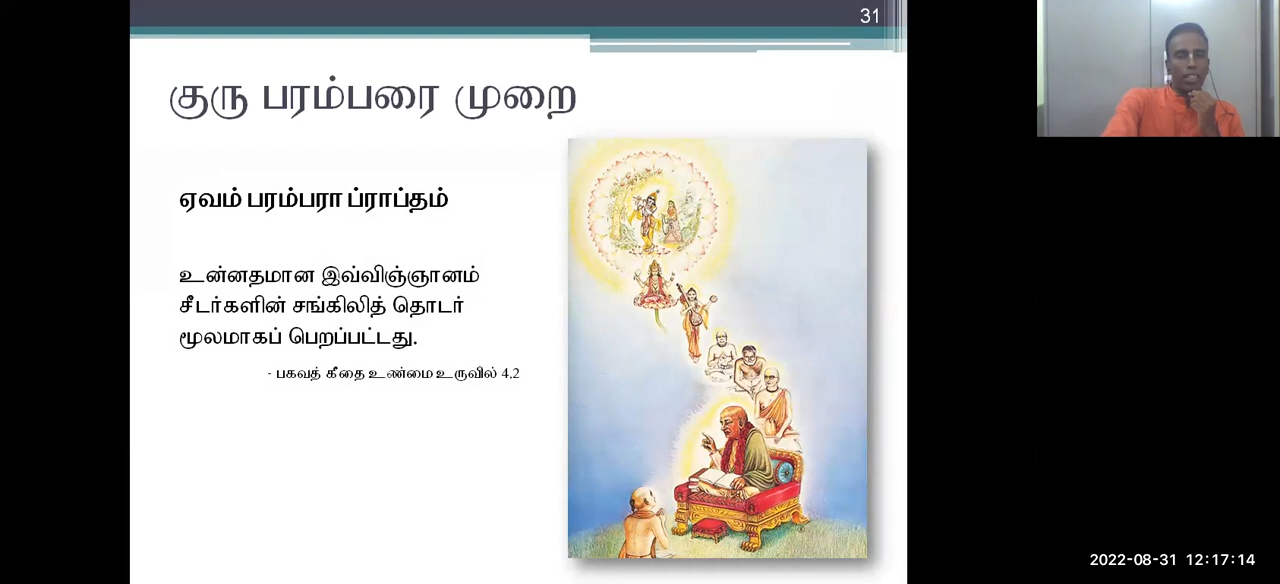 31
குரு பரம்பரை முறை
ஏவம் பரம்பரா ப்ராப்தம்
உன்னதமான இவ்விஞ்ஞானம்
சீடர்களின் சங்கிலித் தொடர்
மூலமாகப் பெறப்பட்டது.
- பகவத் கீதை உண்மை உருவில் 4.2
2022-08-31 12:17:14